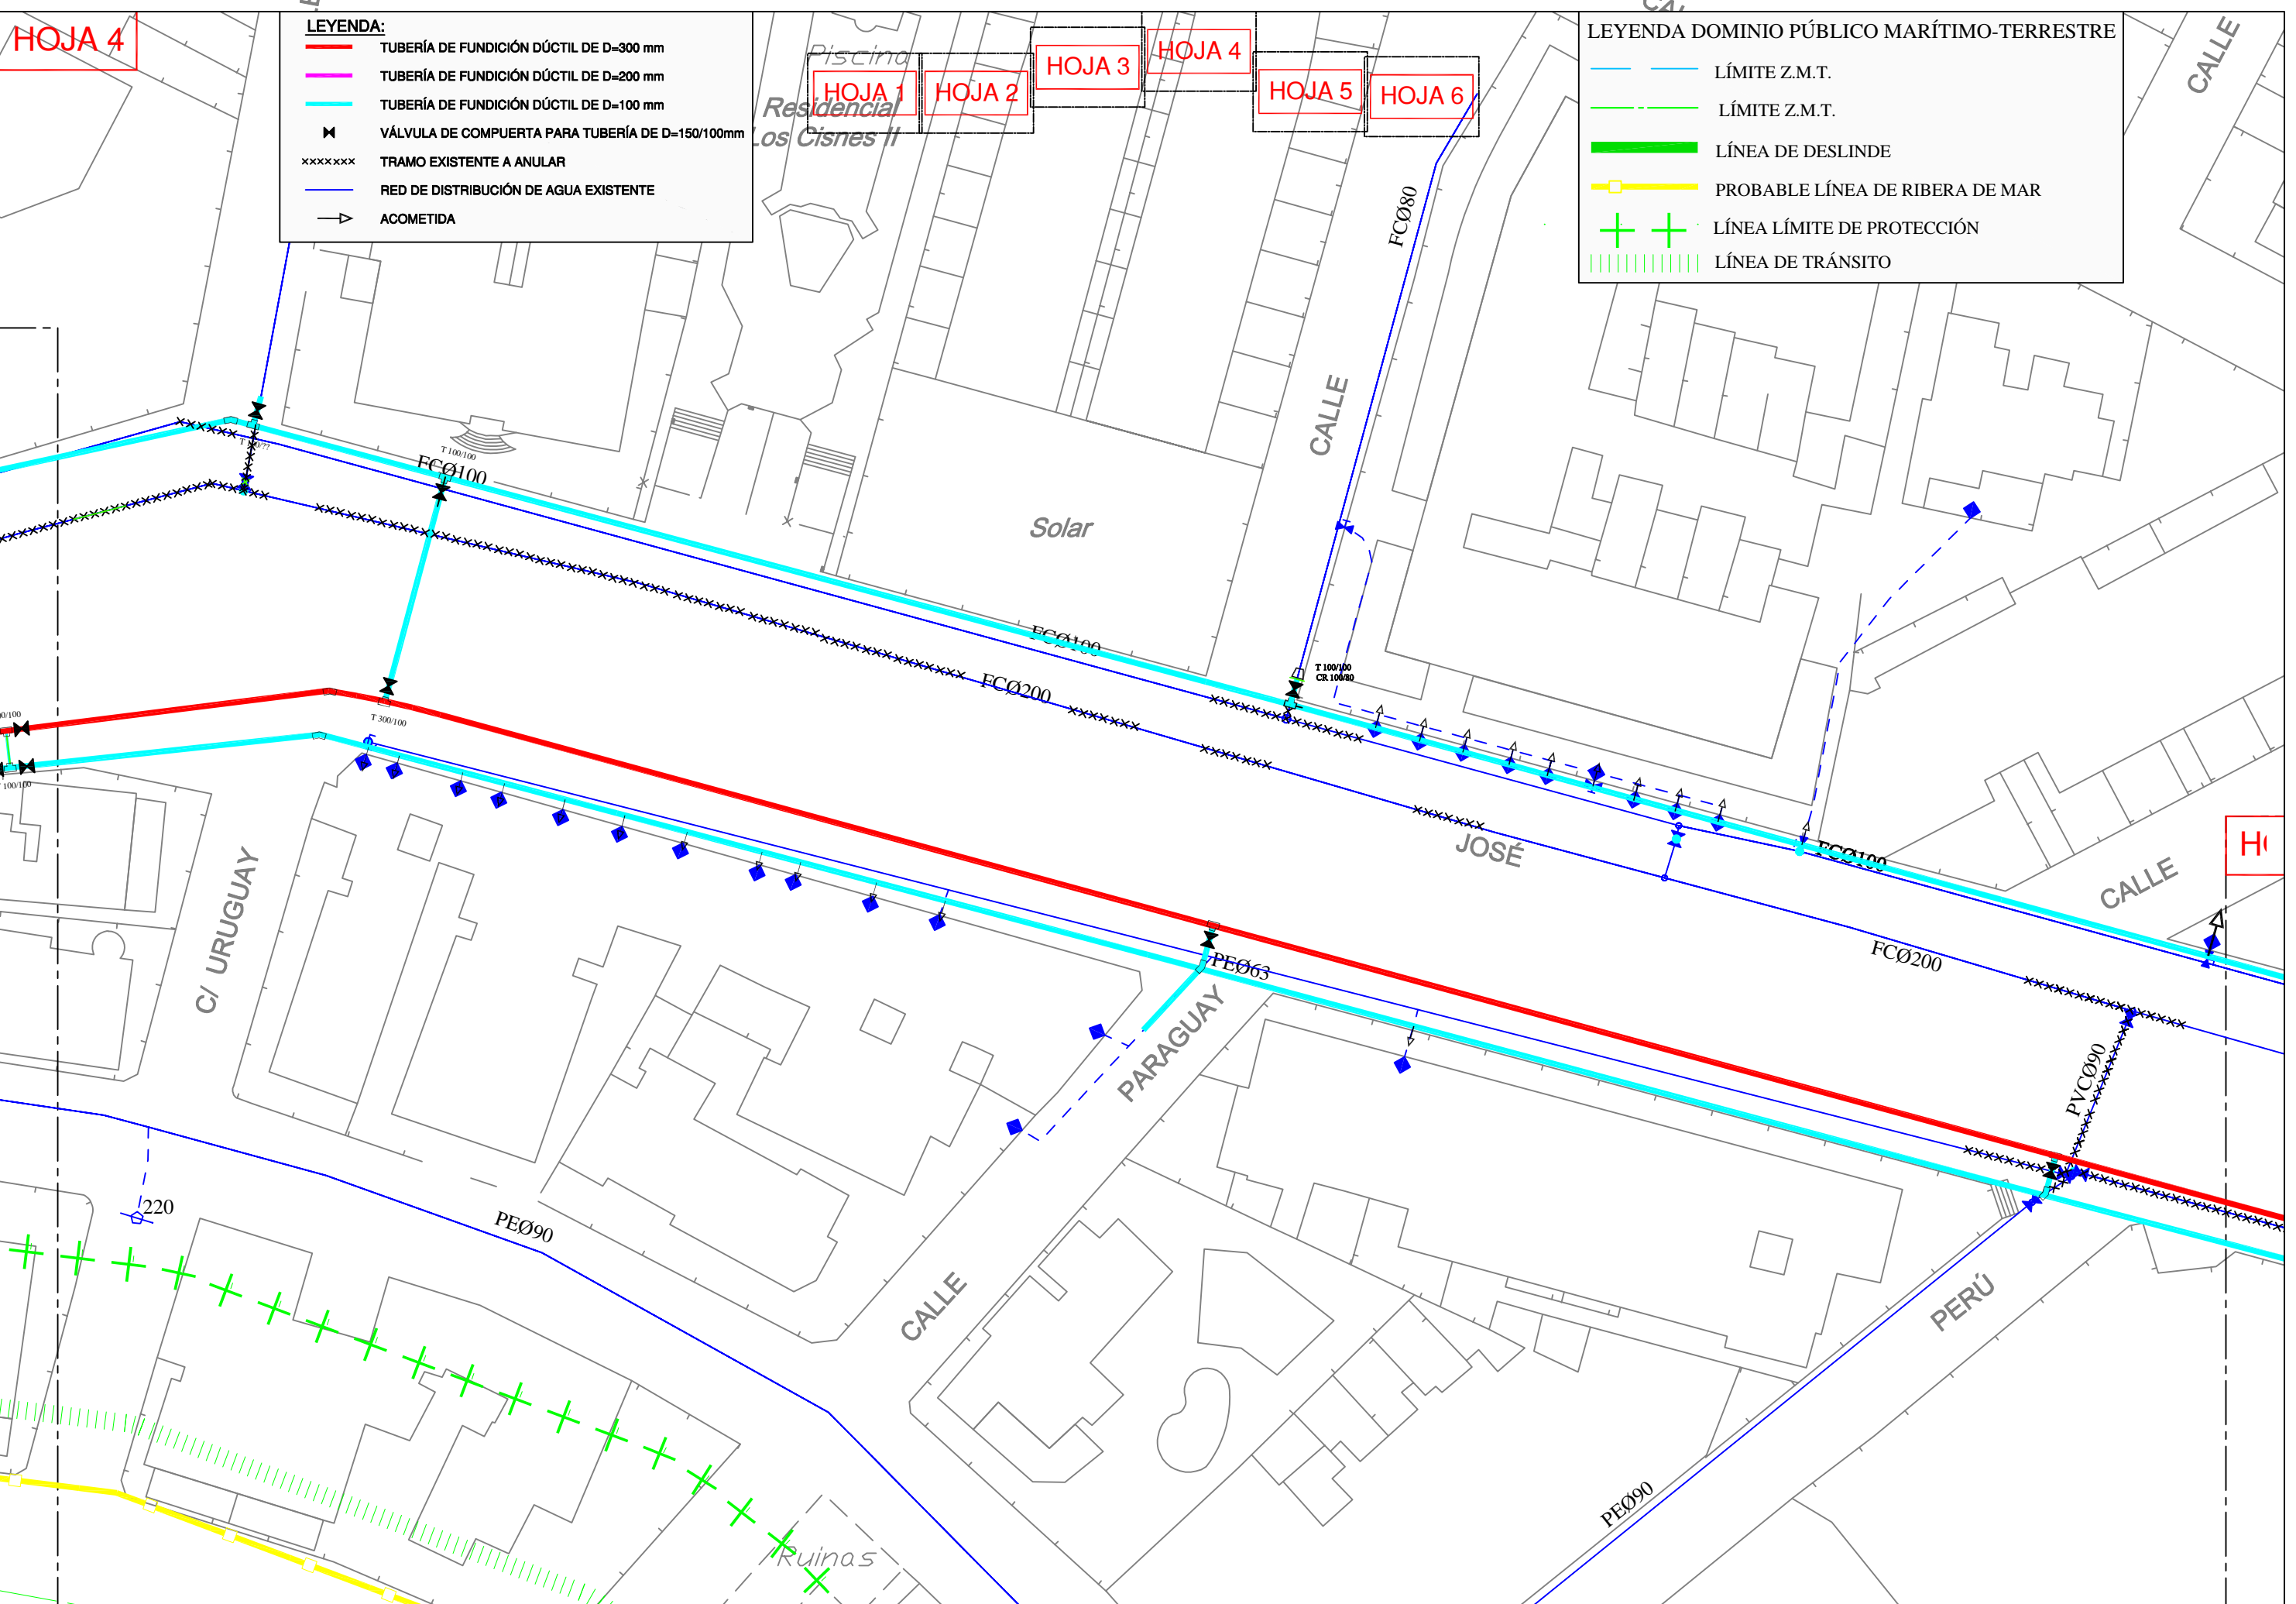 HOJA 4
LEYENDA:
TUBERÍA DE FUNDICIÓN DÚCTIL DE D=300 mm
TUBERÍA DE FUNDICIÓN DÚCTIL DE D=200 mm
TUBERÍA DE FUNDICIÓN DÚCTIL DE D=100 mm
VÁLVULA DE COMPUERTA PARA TUBERÍA DE D=150/100mm
TRAMO EXISTENTE A ANULAR
RED DE DISTRIBUCIÓN DE AGUA EXISTENTE
ACOMETIDA
Piscina
Residencial
Los Cisnes II
HOJA 1
HOJA 2
HOJA 3
HOJA 4
HOJA 5
HOJA 6
LEYENDA DOMINIO PÚBLICO MARÍTIMO-TERRESTRE
LÍMITE Z.M.T.
LÍMITE Z.M.T.
LÍNEA DE DESLINDE
PROBABLE LÍNEA DE RIBERA DE MAR
LÍNEA LÍMITE DE PROTECCIÓN
LÍNEA DE TRÁNSITO
CALLE
FCØ80
CALLE
T 100/100
FCØ100
Solar
FCØ100
FCØ200
T 100/100
CR 100/80
T 300/100
100/100
JOSÉ
FCØ100
CALLE
FCØ200
C/ URUGUAY
PEØ63
PARAGUAY
CALLE
PVCØ90
220
PEØ90
PERÚ
PEØ90
Ruinas